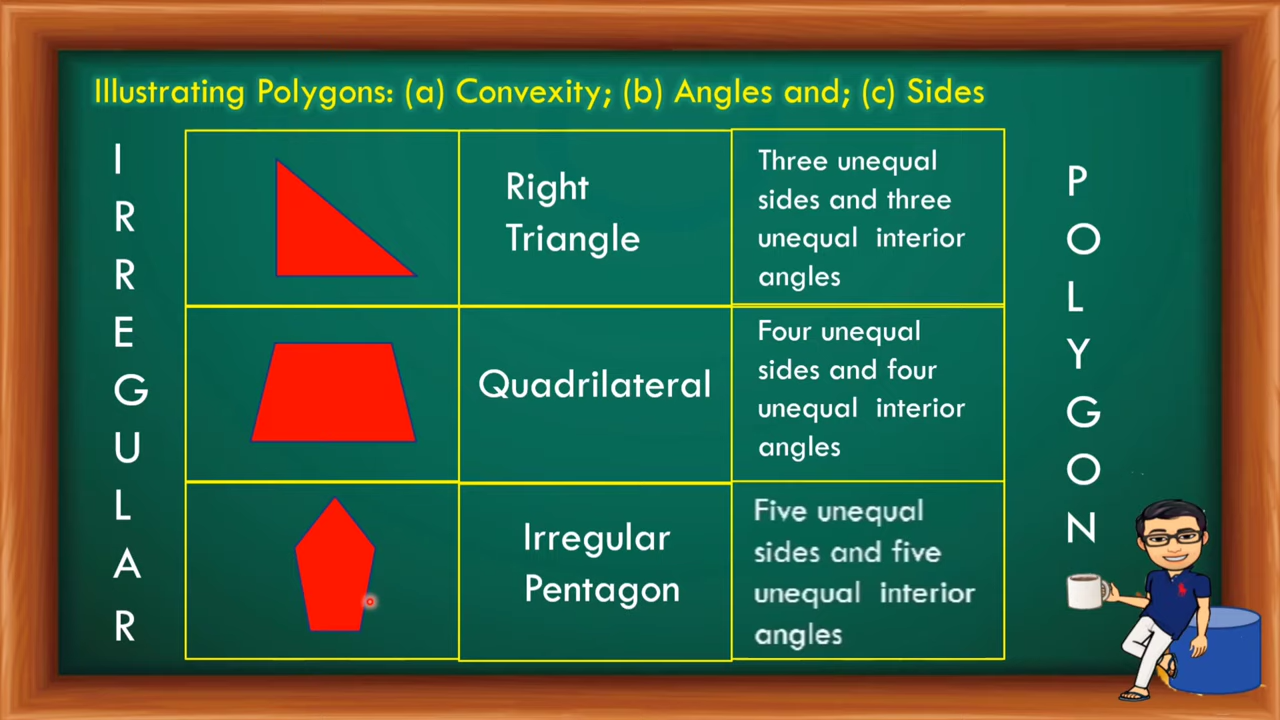 Illustrating Polygons: (a) Convexity; (b) Angles and; (c) Sides
I
R
R
E
G
U
L
A
R
Right
Triangle
Three unequal
sides and three
unequal interior
angles
Quadrilateral
Four unequal
sides and four
unequal interior
angles
Irregular
Pentagon
Five unequal
sides and five
unequal interior
angles
P
O
L
Y
G
O
N